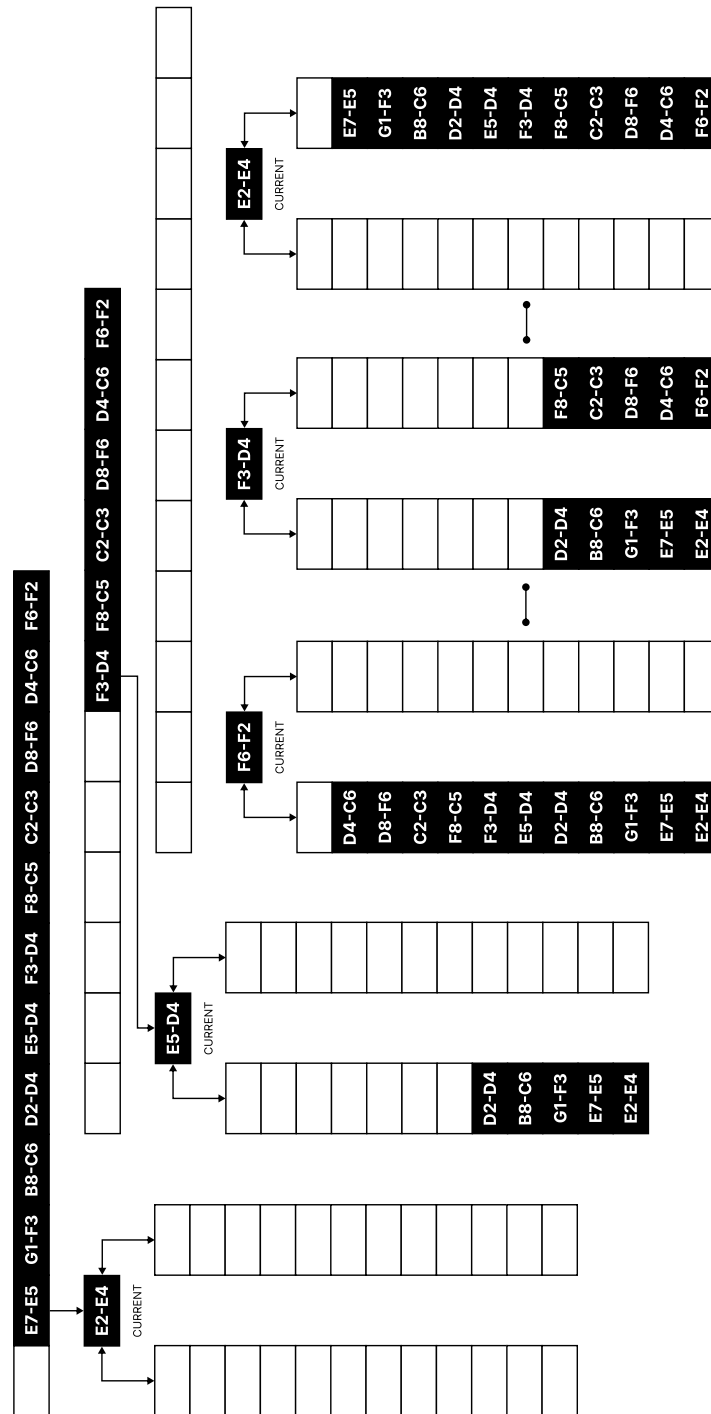 E7-E5 G1-F3 B8-C6 D2-D4 E5-D4 F3-D4 F8-C5 C2-C3 D8-F6 D4-C6 F6-F2
E2-E4 F3-D4 F8-C5 C2-C3 D8-F6 D4-C6 F6-F2
CURRENT
E5-D4
CURRENT
F6-F2 F3-D4 E2-E4
CURRENT CURRENT CURRENT
D4-C6 E7-E5
D8-F6 G1-F3
C2-C3 B8-C6
F8-C5 D2-D4
D2-D4 F3-D4 E5-D4
B8-C6 E5-D4 F3-D4
G1-F3 D2-D4 D2-D4 F8-C5 F8-C5
E7-E5 B8-C6 B8-C6 C2-C3 C2-C3
E2-E4 G1-F3 G1-F3 D8-F6 D8-F6
E7-E5 E7-E5 D4-C6 D4-C6
E2-E4 E2-E4 F6-F2 F6-F2